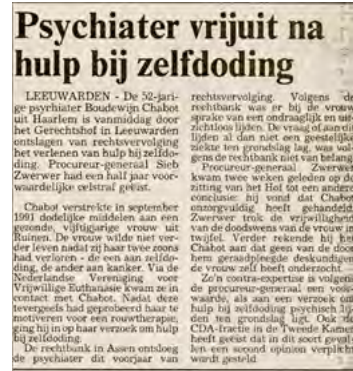 Psychiater vrijuit na
hulp bij zelfdoding
LEEUWARDEN - De 52-jari-
ge psychiater Boudewijn Chabot
uit Haarlem is vanmiddag door
het Gerechtshof in Leeuwarden
ontslagen van rechtsvervolging
het verlenen van hulp bij zelfdo-
ding. Procureur-generaal Sieb
Zwerwer had een half jaar voor-
waardelijke celstraf geëist.
Chabot verstrekte in september
1991 dodelijke middelen aan een
gezonde, vijftigjarige vrouw uit
Ruinen. De vrouw wilde niet ver-
der leven nadat zij haar twee zoons
had verloren - de een aan zelfdo-
ding, de ander aan kanker. Via de
Nederlandse Vereniging voor
Vrijwillige Euthanasie kwam ze in
contact met Chabot. Nadat deze
tevergeefs had geprobeerd haar te
motiveren voor een rouwtherapie,
ging hij in op haar verzoek om hulp
bij zelfdoding.
De rechtbank in Assen ontsloeg
de psychiater dit voorjaar van
rechtsvervolging. Volgens de
rechtbank was er bij de vrouw
sprake van een ondraaglijk en uit-
zichtloos lijden. De vraag of aan dit
lijden al dan niet een geestelijke
ziekte ten grondslag lag, was vol-
gens de rechtbank niet van belang.
Procureur-generaal Zwerwer
kwam twee weken geleden op de
zitting van het Hof tot een andere
conclusie: hij vond dat Chabot
onzorgvuldig heeft gehandeld.
Zwerwer trok de vrijwilligheid
van de doodswens van de vrouw in
twijfel. Verder rekende hij het
Chabot aan dat geen van de door
hem geraadpleegde deskundigen
de vrouw zelf heeft onderzocht.
Zo'n contra-expertise is volgens
de procureur-generaal een voor-
waarde, als aan een verzoek om
hulp bij zelfdoding psychisch lij-
den ten grondslag ligt. Ook de
CDA-fractie in de Tweede Kamer
heeft geëist dat in dit soort geval-
len een second opinion verplicht
wordt gesteld.